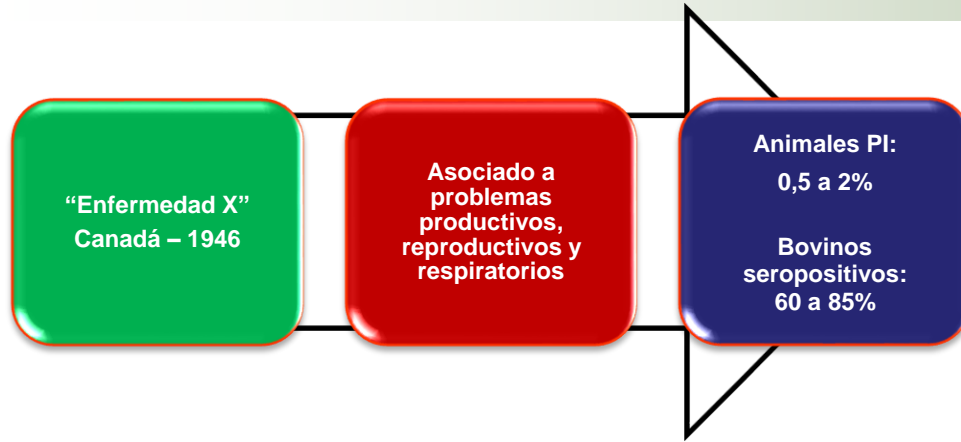 “Enfermedad X”
Canadá – 1946
Asociado a
problemas
productivos,
reproductivos y
respiratorios
Animales PI:
0,5 a 2%
Bovinos
seropositivos:
60 a 85%